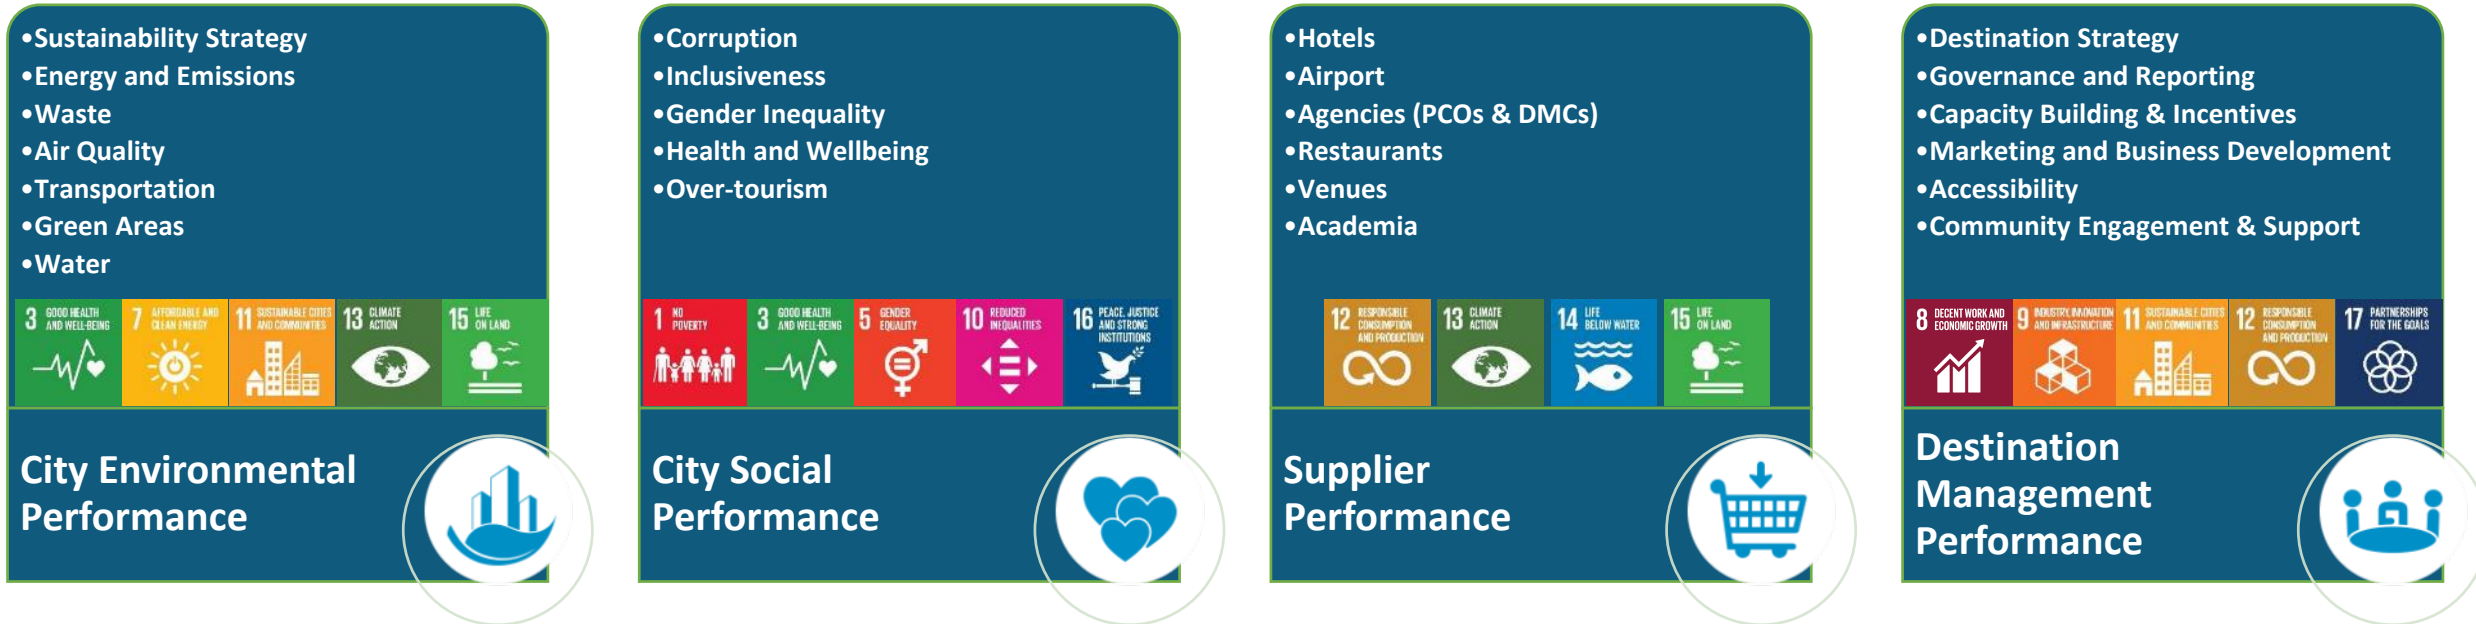 •Sustainability Strategy
•Energy and Emissions
•Waste
•Air Quality
•Transportation
•Green Areas
•Water
3 GOOD HEALTH
AND WELL-BEING
7 AFFORDABLE AND
CLEAN ENERGY
11 SUSTAINABLE CITIES
AND COMMUNITIES
13 CLIMATE
ACTION
15 LIFE
ON LAND
City Environmental
Performance
•Corruption
•Inclusiveness
•Gender Inequality
•Health and Wellbeing
•Over-tourism
1 NO
POVERTY
3 GOOD HEALTH
AND WELL-BEING
5 GENDER
EQUALITY
10 REDUCED
INEQUALITIES
16 PEACE, JUSTICE
AND STRONG
INSTITUTIONS
City Social
Performance
•Hotels
•Airport
•Agencies (PCOs & DMCs)
•Restaurants
•Venues
•Academia
12 RESPONSIBLE
CONSUMPTION
AND PRODUCTION
13 CLIMATE
ACTION
14 LIFE
BELOW WATER
15 LIFE
ON LAND
Supplier
Performance
•Destination Strategy
•Governance and Reporting
•Capacity Building & Incentives
•Marketing and Business Development
•Accessibility
•Community Engagement & Support
8 DECENT WORK AND
ECONOMIC GROWTH
9 INDUSTRY, INNOVATION
AND INFRASTRUCTURE
11 SUSTAINABLE CITIES
AND COMMUNITIES
12 RESPONSIBLE
CONSUMPTION
AND PRODUCTION
17 PARTNERSHIPS
FOR THE GOALS
Destination
Management
Performance